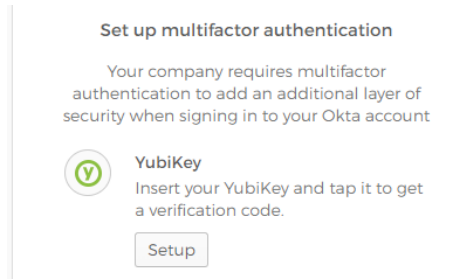 Set up multifactor authentication
Your company requires multifactor
authentication to add an additional layer of
security when signing in to your Okta account
YubiKey
Insert your YubiKey and tap it to get
a verification code.
Setup